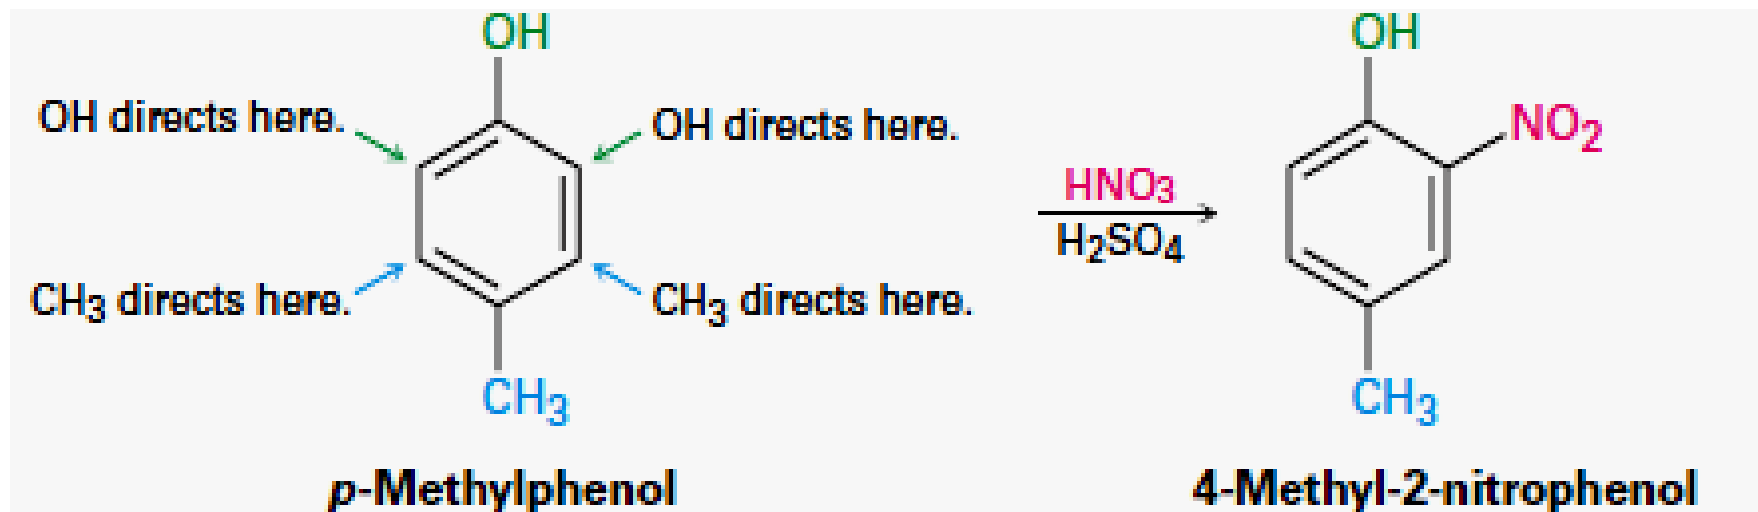 OH
OH directs here.
OH directs here.
CH3 directs here.
CH3 directs here.
CH3
p-Methylphenol
HNO3
H2SO4
OH
NO2
CH3
4-Methyl-2-nitrophenol